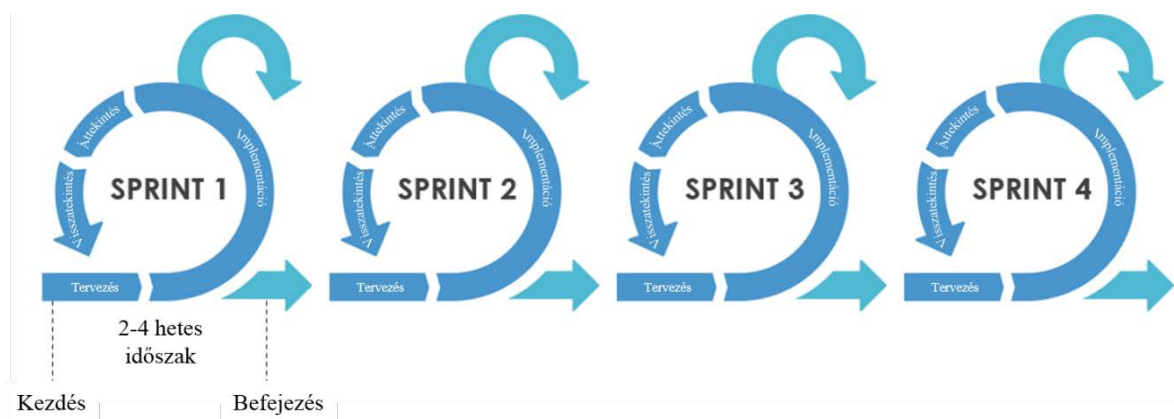 Áttekintés
Visszatekintés
Implementáció
SPRINT 1
Tervezés
Áttekintés
Visszatekintés
Implementáció
SPRINT 2
Tervezés
Áttekintés
Visszatekintés
Implementáció
SPRINT 3
Tervezés
Áttekintés
Visszatekintés
Implementáció
SPRINT 4
Tervezés
2-4 hetes
időszak
Kezdés
Befejezés